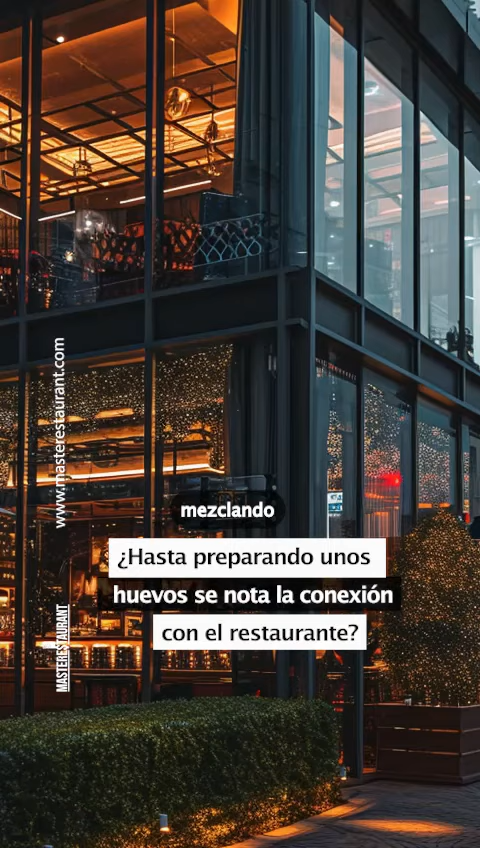 www.masterestaurant.com
MASTERESTAURANT
mezclando
¿Hasta preparando unos
huevos se nota la conexión
con el restaurante?